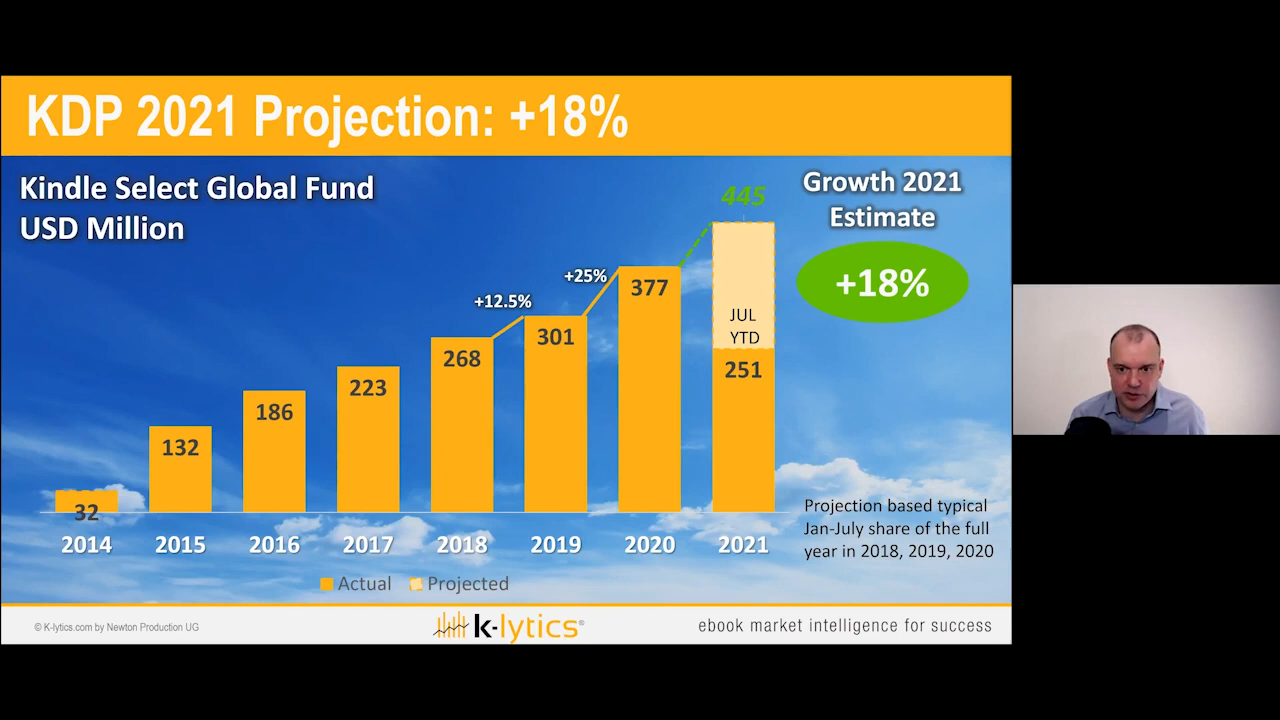 KDP 2021 Projection: +18%
Kindle Select Global Fund
USD Million
Growth 2021
Estimate
+18%
445
+25%
+12.5%
377
JUL
YTD
301
268
251
223
186
132
32
Projection based typical
Jan-July share of the full
year in 2018, 2019, 2020
2014 2015 2016 2017 2018 2019 2020 2021
Actual Projected
© K-lytics.com by Newton Production UG
k-lytics®
ebook market intelligence for success